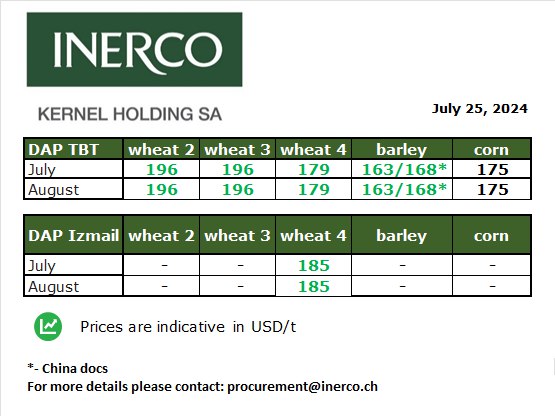 INERCO
KERNEL HOLDING SA
July 25, 2024
DAP TBT wheat 2 wheat 3 wheat 4 barley corn
July 196 196 179 163/168* 175
August 196 196 179 163/168* 175
DAP Izmail wheat 2 wheat 3 wheat 4 barley corn
July - - 185 - -
August - - 185 - -
Prices are indicative in USD/t
*- China docs
For more details please contact: procurement@inerco.ch